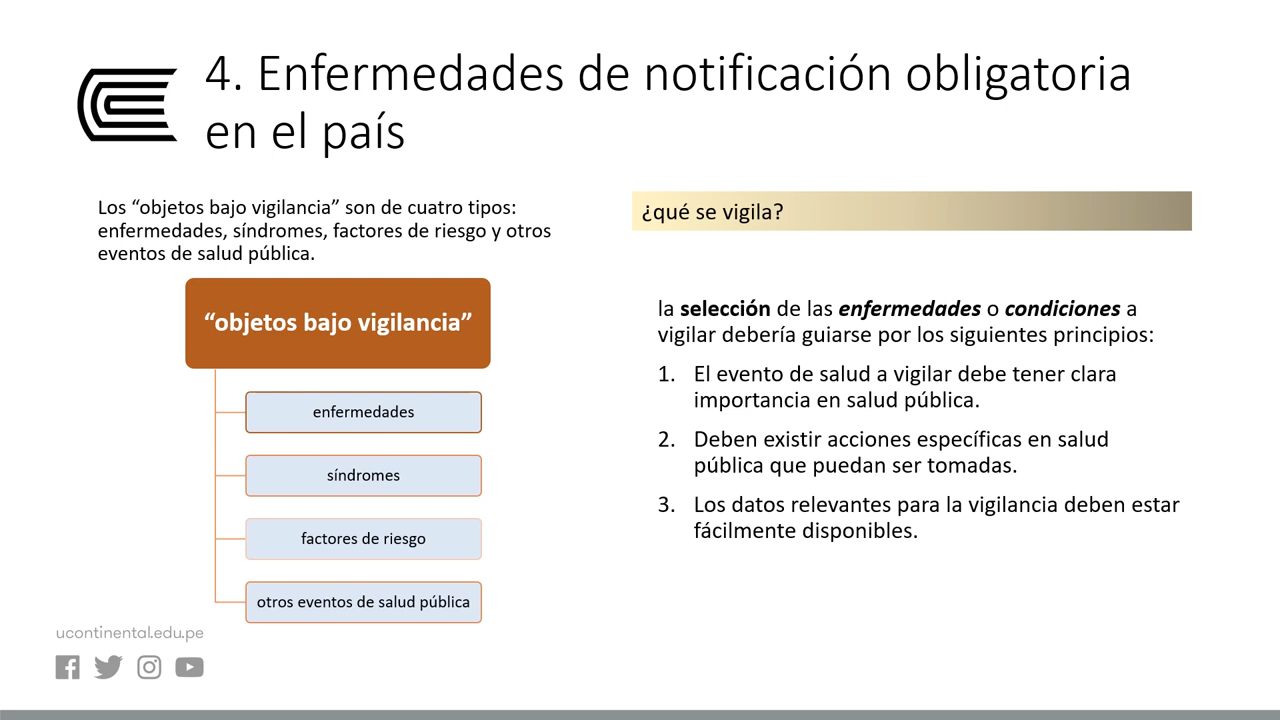 4. Enfermedades de notificación obligatoria
en el país
Los “objetos bajo vigilancia” son de cuatro tipos:
enfermedades, síndromes, factores de riesgo y otros
eventos de salud pública.
“objetos bajo vigilancia”
enfermedades
síndromes
factores de riesgo
otros eventos de salud pública
¿qué se vigila?
la selección de las enfermedades o condiciones a
vigilar debería guiarse por los siguientes principios:
1. El evento de salud a vigilar debe tener clara
importancia en salud pública.
2. Deben existir acciones específicas en salud
pública que puedan ser tomadas.
3. Los datos relevantes para la vigilancia deben estar
fácilmente disponibles.
ucontinental.edu.pe